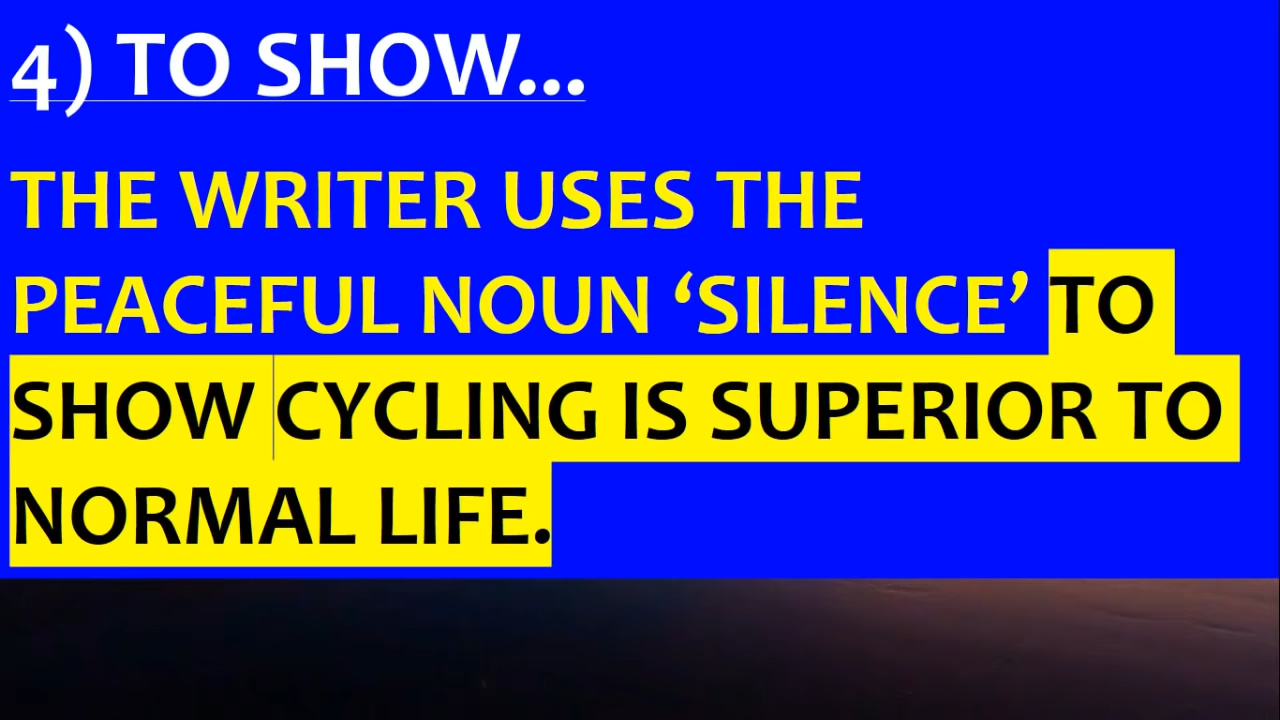 4) TO SHOW...
THE WRITER USES THE
PEACEFUL NOUN ‘SILENCE’ TO
SHOW CYCLING IS SUPERIOR TO
NORMAL LIFE.